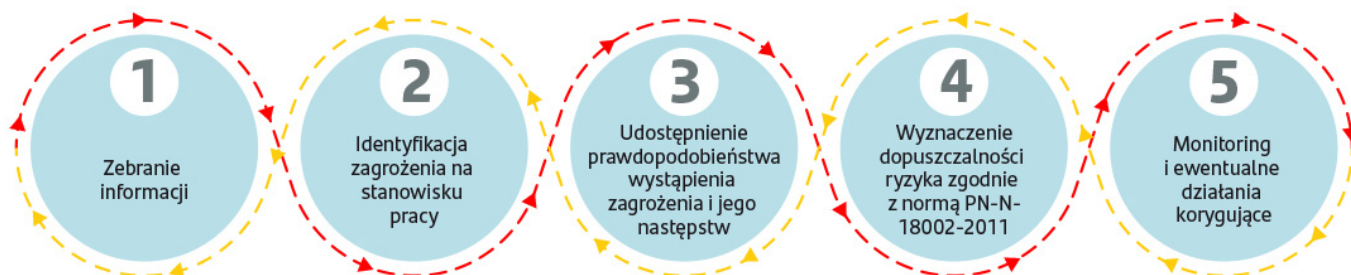 1
Zebranie
informacji
2
Identyfikacja
zagrożenia na
stanowisku
pracy
3
Udostępnienie
prawdopodobieństwa
wystąpienia
zagrożenia i jego
następstw
4
Wyznaczenie
dopuszczalności
ryzyka zgodnie
z normą PN-N-
18002-2011
5
Monitoring
i ewentualne
działania
korygujące